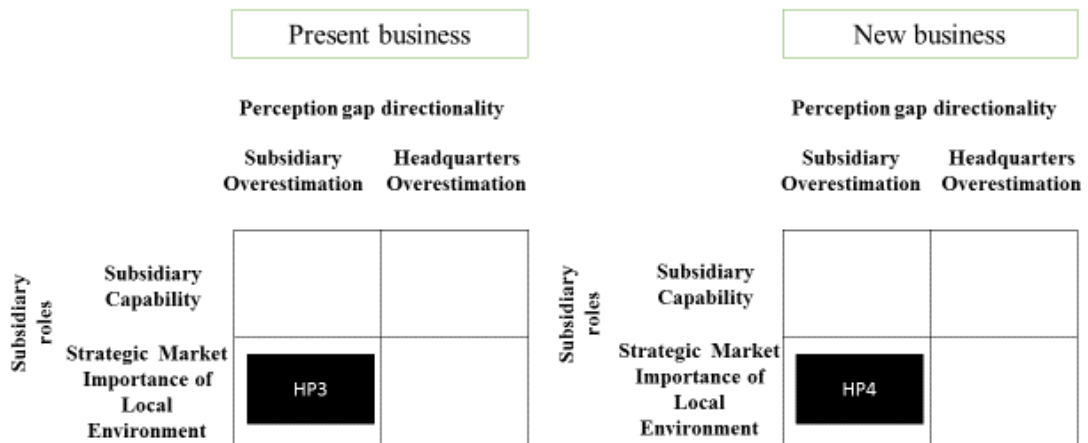 Present business
Perception gap directionality
Subsidiary
Overestimation
Headquarters
Overestimation
Subsidiary
roles
Subsidiary
Capability
Strategic Market
Importance of
Local
Environment
HP3
New business
Perception gap directionality
Subsidiary
Overestimation
Headquarters
Overestimation
Subsidiary
roles
Subsidiary
Capability
Strategic Market
Importance of
Local
Environment
HP4